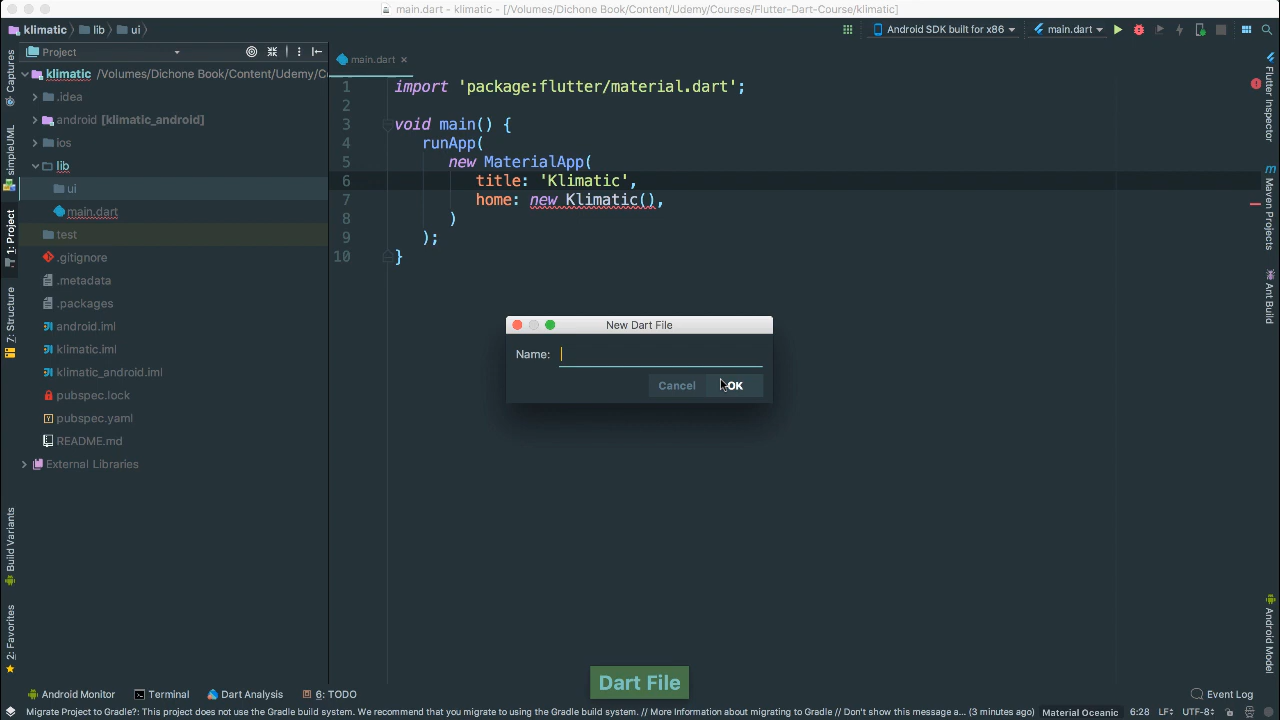 main.dart - klimatic - [/Volumes/Dichone Book/Content/Udemy/Courses/Flutter-Dart-Course/klimatic]
klimatic lib ui
Android SDK built for x86 main.dart
Project
main.dart
klimatic /Volumes/Dichone Book/Content/Udemy/C
.idea
android [klimatic_android]
ios
lib
ui
main.dart
test
.gitignore
.metadata
.packages
android.iml
klimatic.iml
klimatic_android.iml
pubspec.lock
pubspec.yaml
README.md
External Libraries
1 import 'package:flutter/material.dart';
2
3 void main() {
4 runApp(
5 new MaterialApp(
6 title: 'Klimatic',
7 home: new Klimatic(),
8 )
9 );
10 }
New Dart File
Name:
Cancel OK
Dart File
Captures
simpleUML
1: Project
7: Structure
Build Variants
2: Favorites
Flutter Inspector
Maven Projects
Ant Build
Android Model
Android Monitor Terminal Dart Analysis 6: TODO Event Log
Migrate Project to Gradle?: This project does not use the Gradle build system. We recommend that you migrate to using the Gradle build system. // More Information about migrating to Gradle // Don't show this message a... (3 minutes ago) Material Oceanic 6:28 LF÷ UTF-8÷